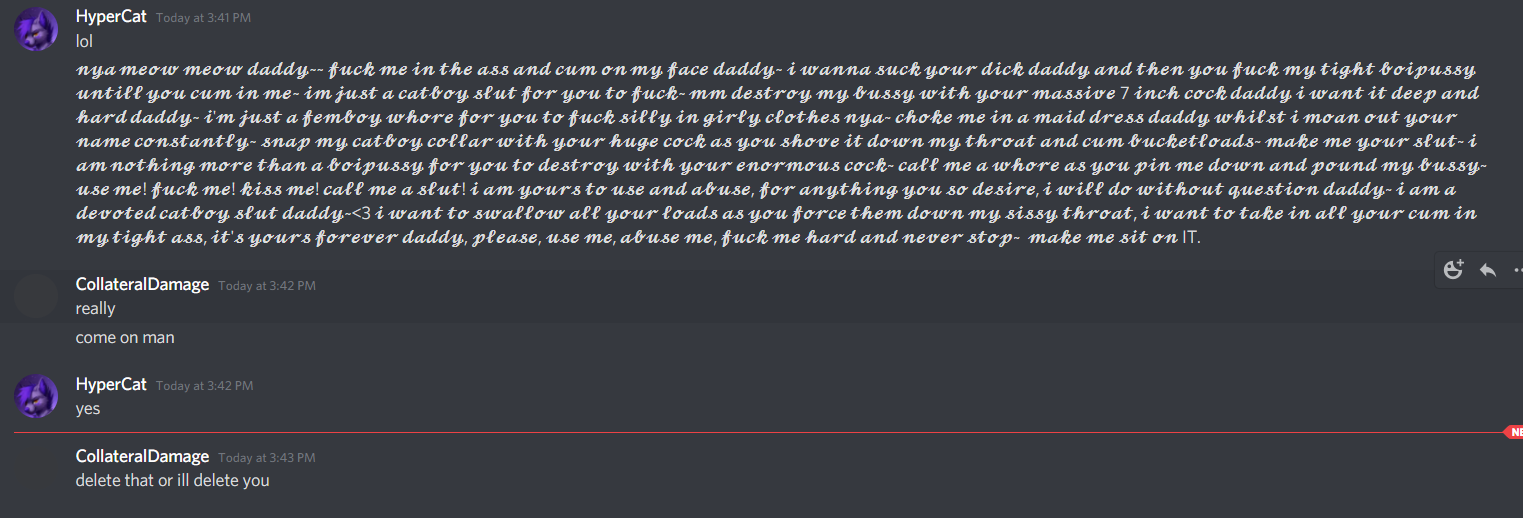 HyperCat Today at 3:41 PM
lol
nya meow meow daddy~~ fuck me in the ass and cum on my face daddy~ i wanna suck your dick daddy and then you fuck my tight boipussy
untill you cum in me~ im just a catboy slut for you to fuck~ mm destroy my bussy with your massive 7 inch cock daddy i want it deep and
hard daddy~ i'm just a femboy whore for you to fuck silly in girly clothes nya~ choke me in a maid dress daddy whilst i moan out your
name constantly~ snap my catboy collar with your huge cock as you shove it down my throat and cum bucketloads~ make me your slut~ i
am nothing more than a boipussy for you to destroy with your enormous cock~ call me a whore as you pin me down and pound my bussy~
use me! fuck me! kiss me! call me a slut! i am yours to use and abuse, for anything you so desire, i will do without question daddy~ i am a
devoted catboy slut daddy~<3 i want to swallow all your loads as you force them down my sissy throat, i want to take in all your cum in
my tight ass, it's yours forever daddy, please, use me, abuse me, fuck me hard and never stop~ make me sit on IT.
CollateralDamage Today at 3:42 PM
really
come on man
HyperCat Today at 3:42 PM
yes
NE
CollateralDamage Today at 3:43 PM
delete that or ill delete you